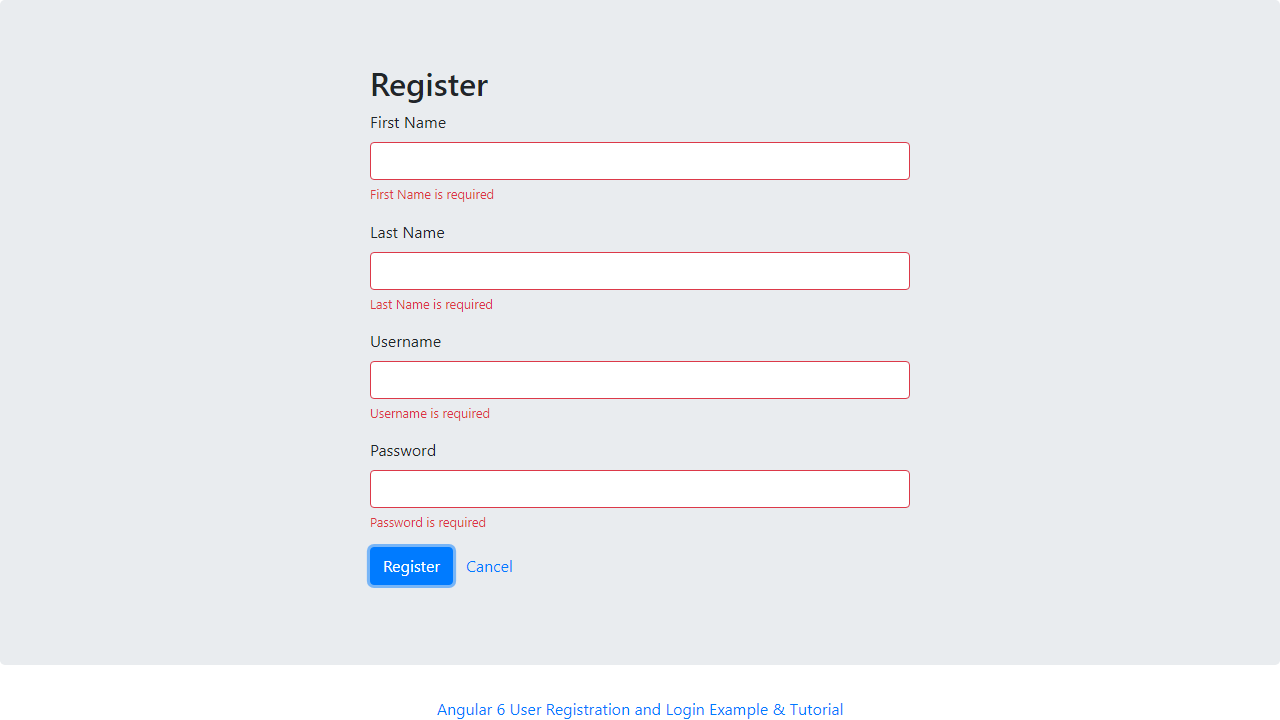 Register
First Name
First Name is required
Last Name
Last Name is required
Username
Username is required
Password
Password is required
Register Cancel
Angular 6 User Registration and Login Example & Tutorial